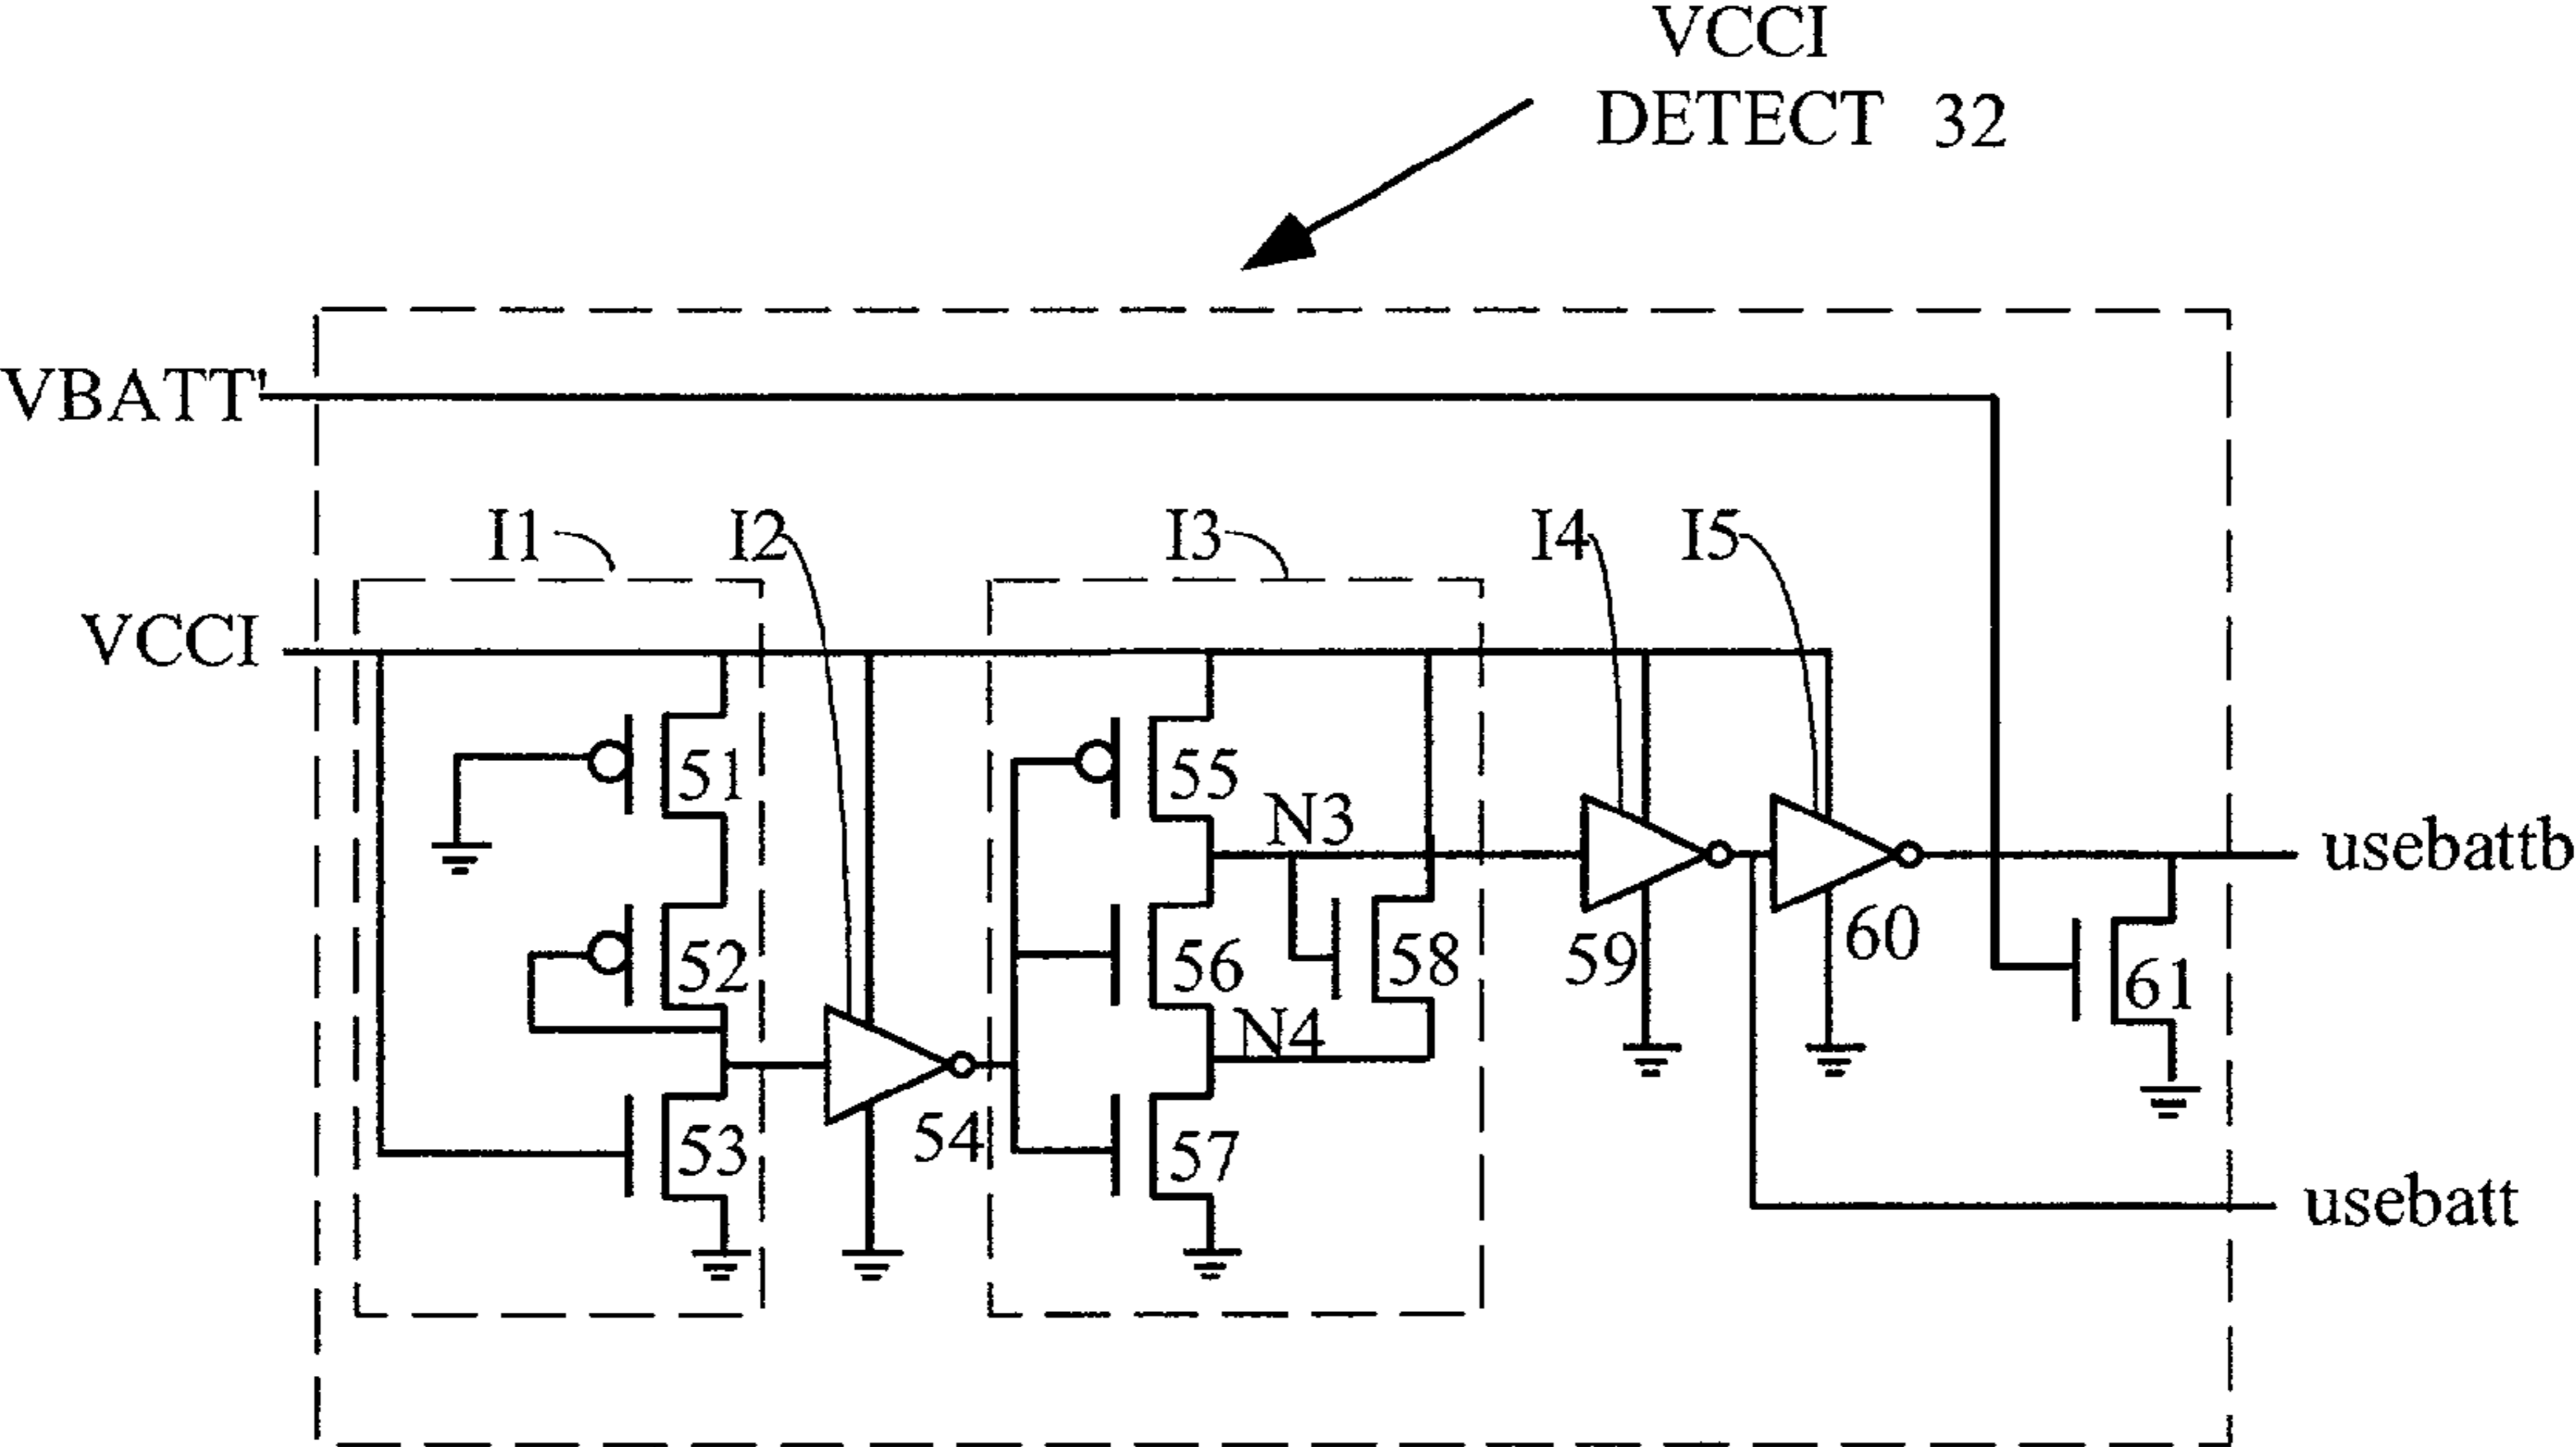 VCCI
DETECT 32
VBATT'
I1 I2 I3 I4 I5
VCCI
51 55
N3
usebattb
52 56 58 59 60
61
N4
53 54 57
usebatt